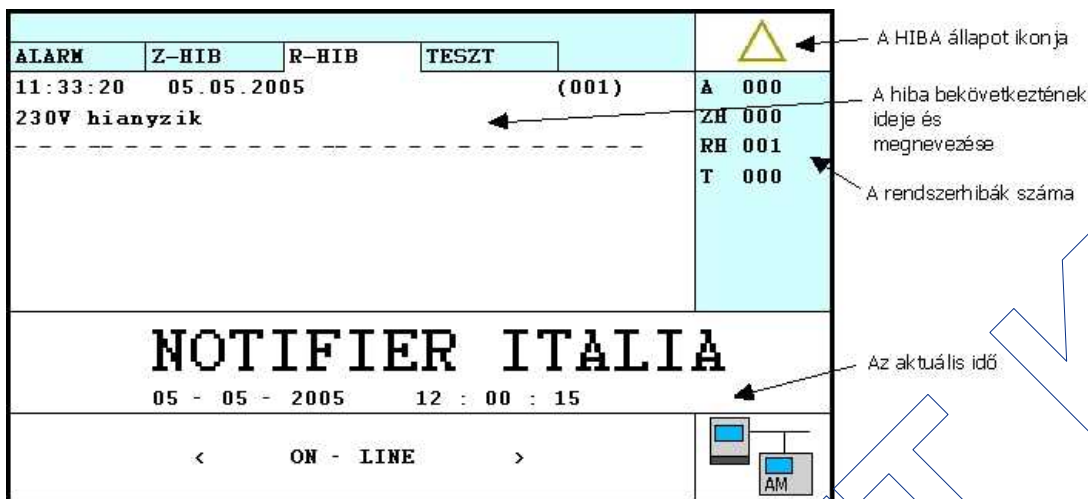 ALARM Z-HIB R-HIB TESZT
11:33:20 05.05.2005 (001)
230V hianyzik
A 000
ZH 000
RH 001
T 000
NOTIFIER ITALIA
05 - 05 - 2005 12 : 00 : 15
< ON - LINE >
AM
A HIBA állapot ikonja
A hiba bekövetkeztének
ideje és
megnevezése
A rendszerhibák száma
Az aktuális idő